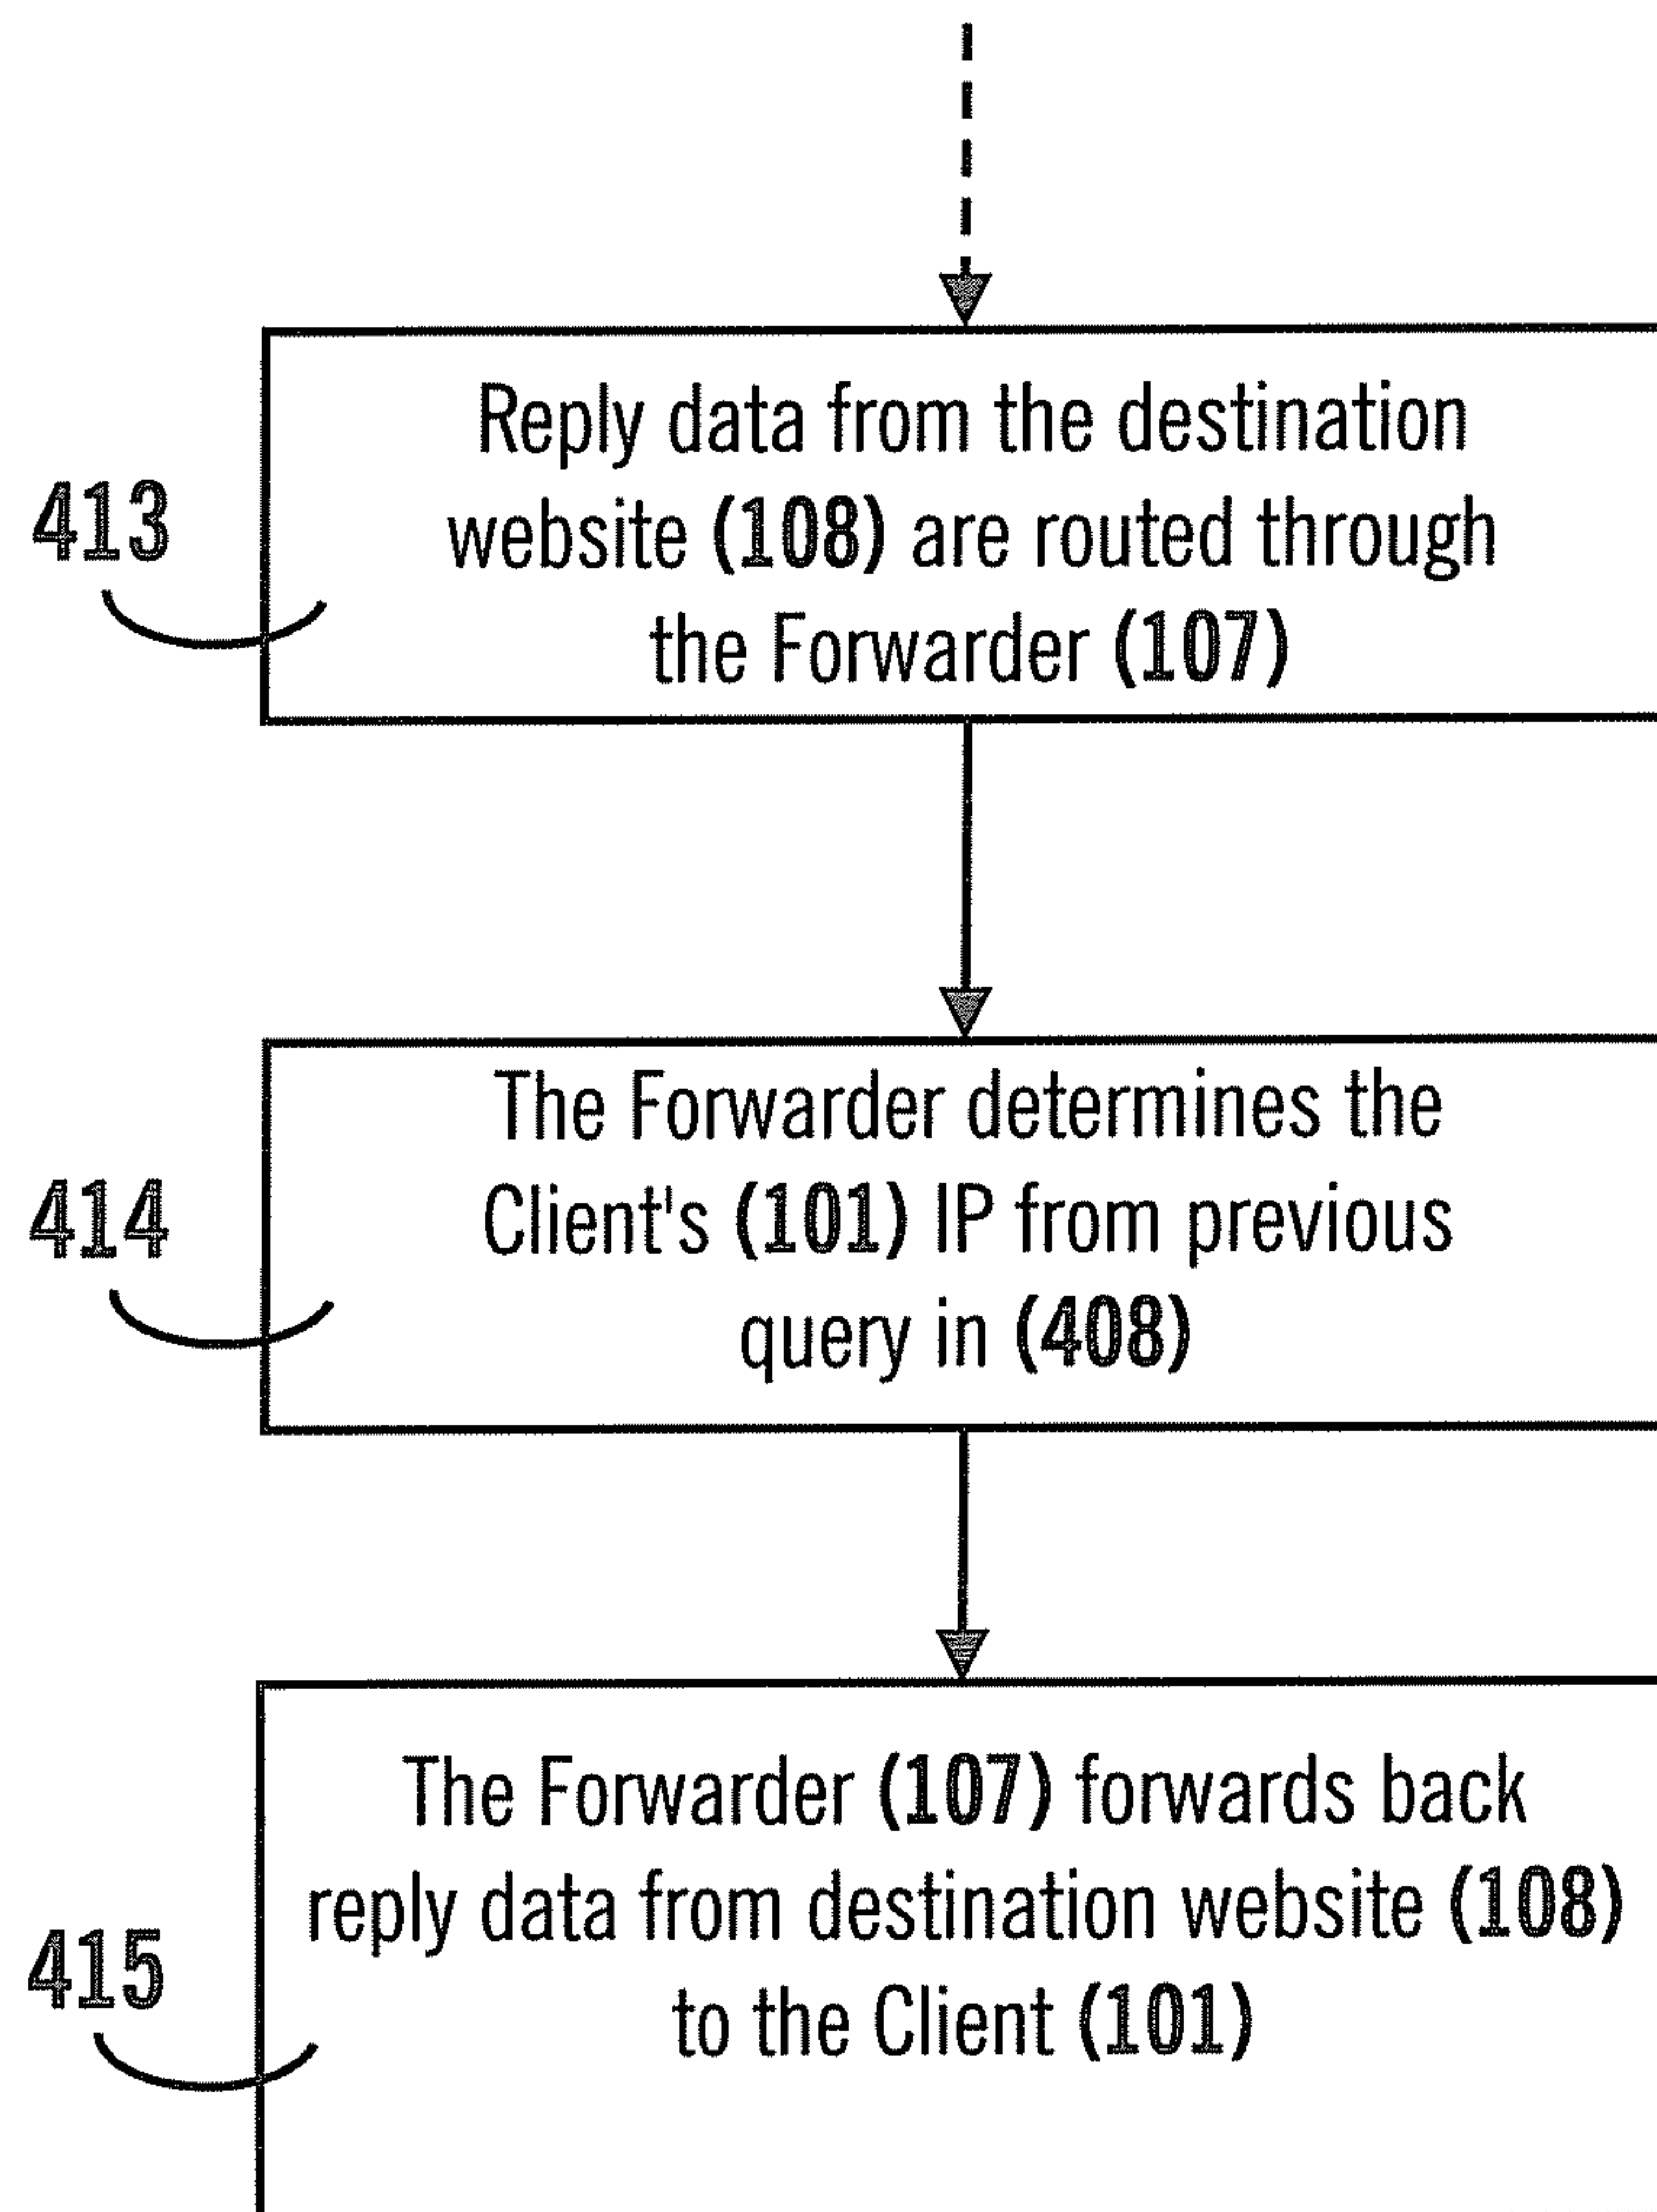 Reply data from the destination
website (108) are routed through
the Forwarder (107)
413
The Forwarder determines the
Client's (101) IP from previous
query in (408)
414
The Forwarder (107) forwards back
reply data from destination website (108)
to the Client (101)
415